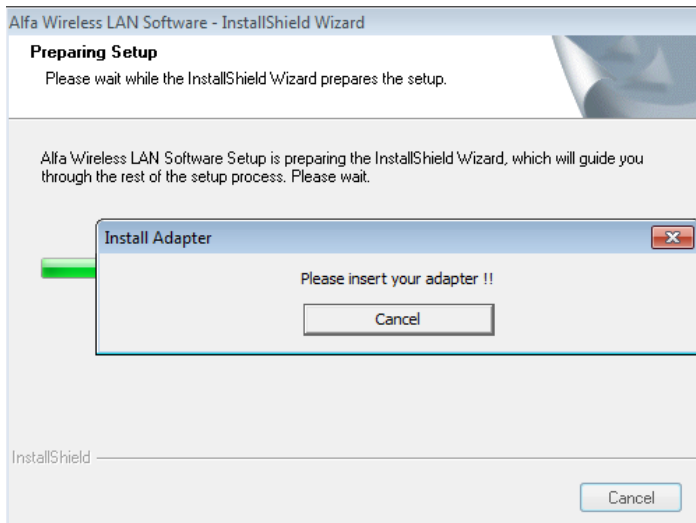 Alfa Wireless LAN Software - InstallShield Wizard
Preparing Setup
Please wait while the InstallShield Wizard prepares the setup.
Alfa Wireless LAN Software Setup is preparing the InstallShield Wizard, which will guide you
through the rest of the setup process. Please wait.
Install Adapter
Please insert your adapter !!
Cancel
InstallShield
Cancel